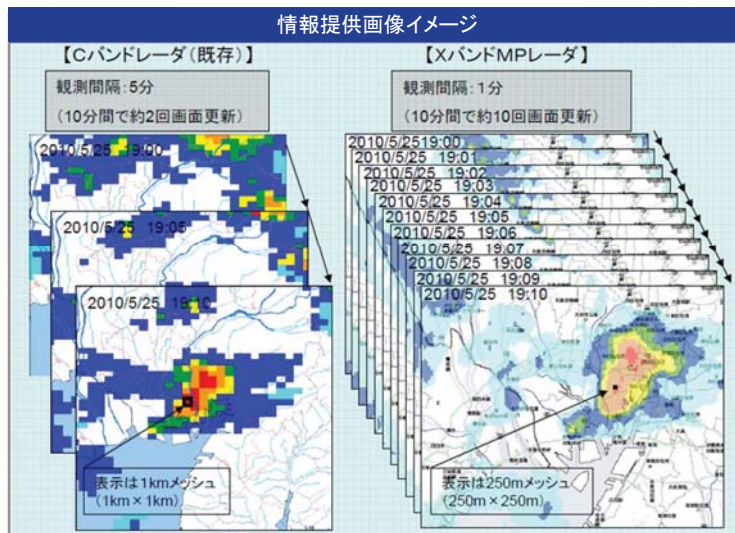 情報提供画像イメージ
【Cバンドレーダ(既存)】
観測間隔:5分
(10分間で約2回画面更新)
2010/5/25 19:00
2010/5/25 19:05
2010/5/25 19:10
表示は1kmメッシュ
(1km×1km)
【XバンドMPレーダ】
観測間隔:1分
(10分間で約10回画面更新)
2010/5/25 19:00
2010/5/25 19:01
2010/5/25 19:02
2010/5/25 19:03
2010/5/25 19:04
2010/5/25 19:05
2010/5/25 19:06
2010/5/25 19:07
2010/5/25 19:08
2010/5/25 19:09
2010/5/25 19:10
表示は250mメッシュ
(250m×250m)